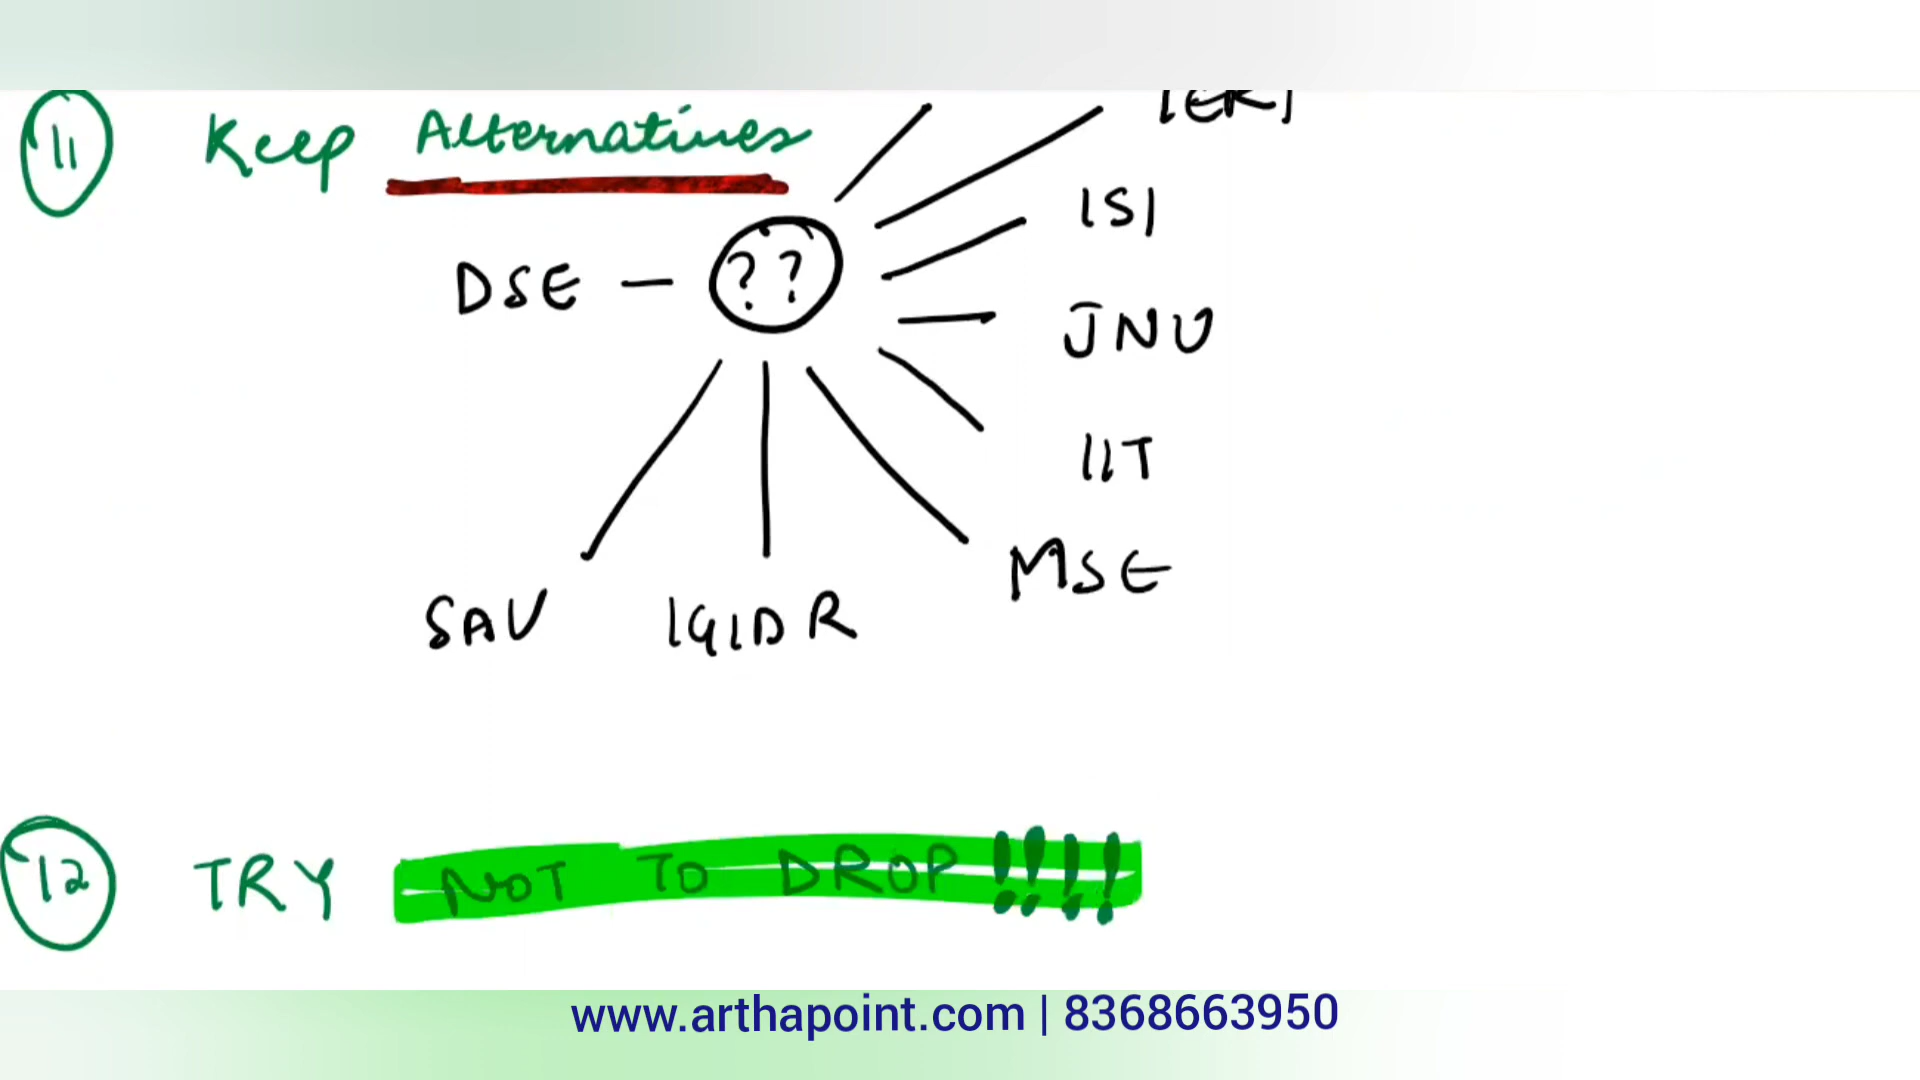 11 Keep Alternatives
ISI
DSE - ??
JNU
IIT
MSE
SAU IGIDR
12 TRY NOT TO DROP !!!!
www.arthapoint.com | 8368663950